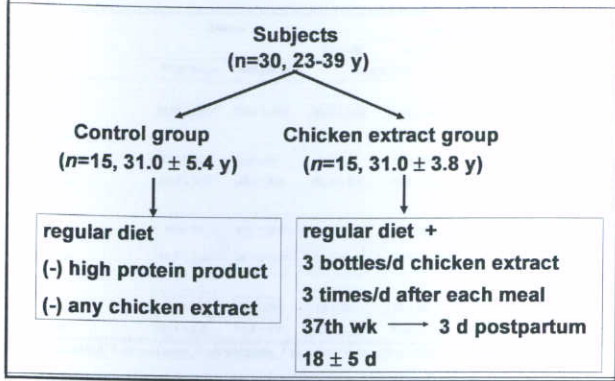 Subjects
(n=30, 23-39 y)
Control group
(n=15, 31.0 ± 5.4 y)
Chicken extract group
(n=15, 31.0 ± 3.8 y)
regular diet
(-) high protein product
(-) any chicken extract
regular diet +
3 bottles/d chicken extract
3 times/d after each meal
37th wk → 3 d postpartum
18 ± 5 d